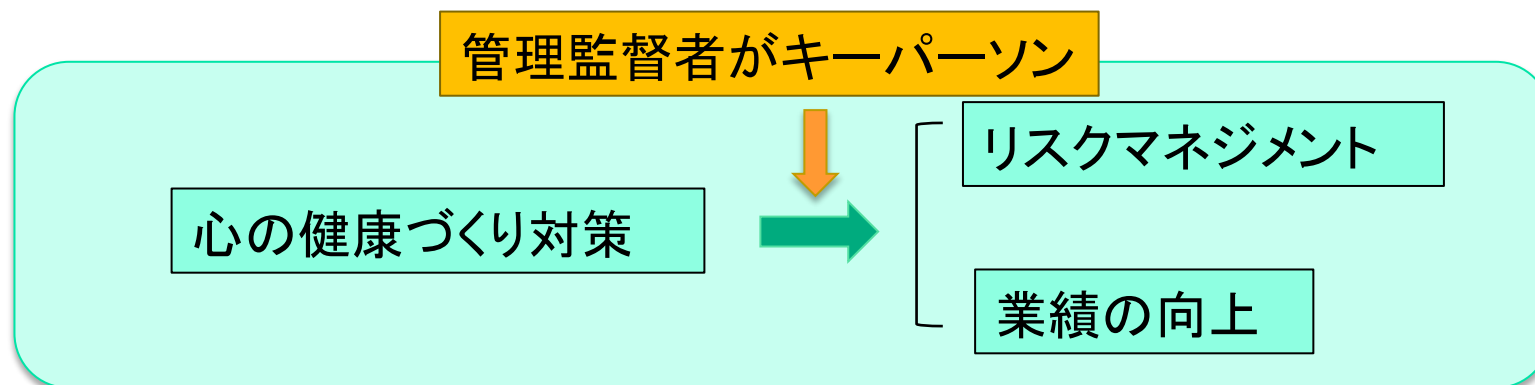 管理監督者がキーパーソン
リスクマネジメント
心の健康づくり対策
業績の向上